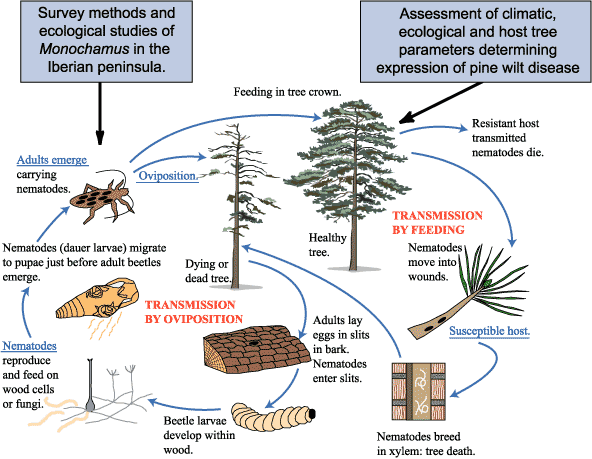 Survey methods and
ecological studies of
Monochamus in the
Iberian peninsula.
Assessment of climatic,
ecological and host tree
parameters determining
expression of pine wilt disease
Feeding in tree crown.
Resistant host
transmitted
nematodes die.
Adults emerge
carrying
nematodes.
Oviposition.
TRANSMISSION
BY FEEDING
Healthy
tree.
Nematodes
move into
wounds.
Nematodes (dauer larvae) migrate
to pupae just before adult beetles
emerge.
Dying or
dead tree.
TRANSMISSION
BY OVIPOSITION
Adults lay
eggs in slits
in bark.
Nematodes
enter slits.
Susceptible host.
Nematodes
reproduce
and feed on
wood cells
or fungi.
Beetle larvae
develop within
wood.
Nematodes breed
in xylem: tree death.